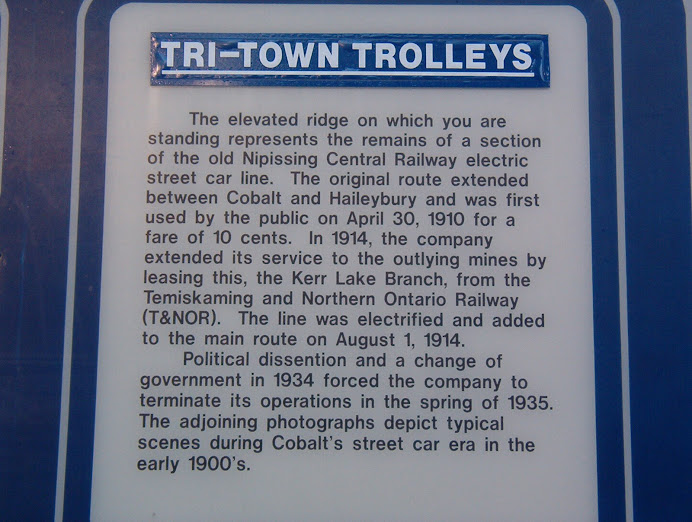 TRI-TOWN TROLLEYS
The elevated ridge on which you are
standing represents the remains of a section
of the old Nipissing Central Railway electric
street car line. The original route extended
between Cobalt and Haileybury and was first
used by the public on April 30, 1910 for a
fare of 10 cents. In 1914, the company
extended its service to the outlying mines by
leasing this, the Kerr Lake Branch, from the
Temiskaming and Northern Ontario Railway
(T&NOR). The line was electrified and added
to the main route on August 1, 1914.
Political dissention and a change of
government in 1934 forced the company to
terminate its operations in the spring of 1935.
The adjoining photographs depict typical
scenes during Cobalt's street car era in the
early 1900's.